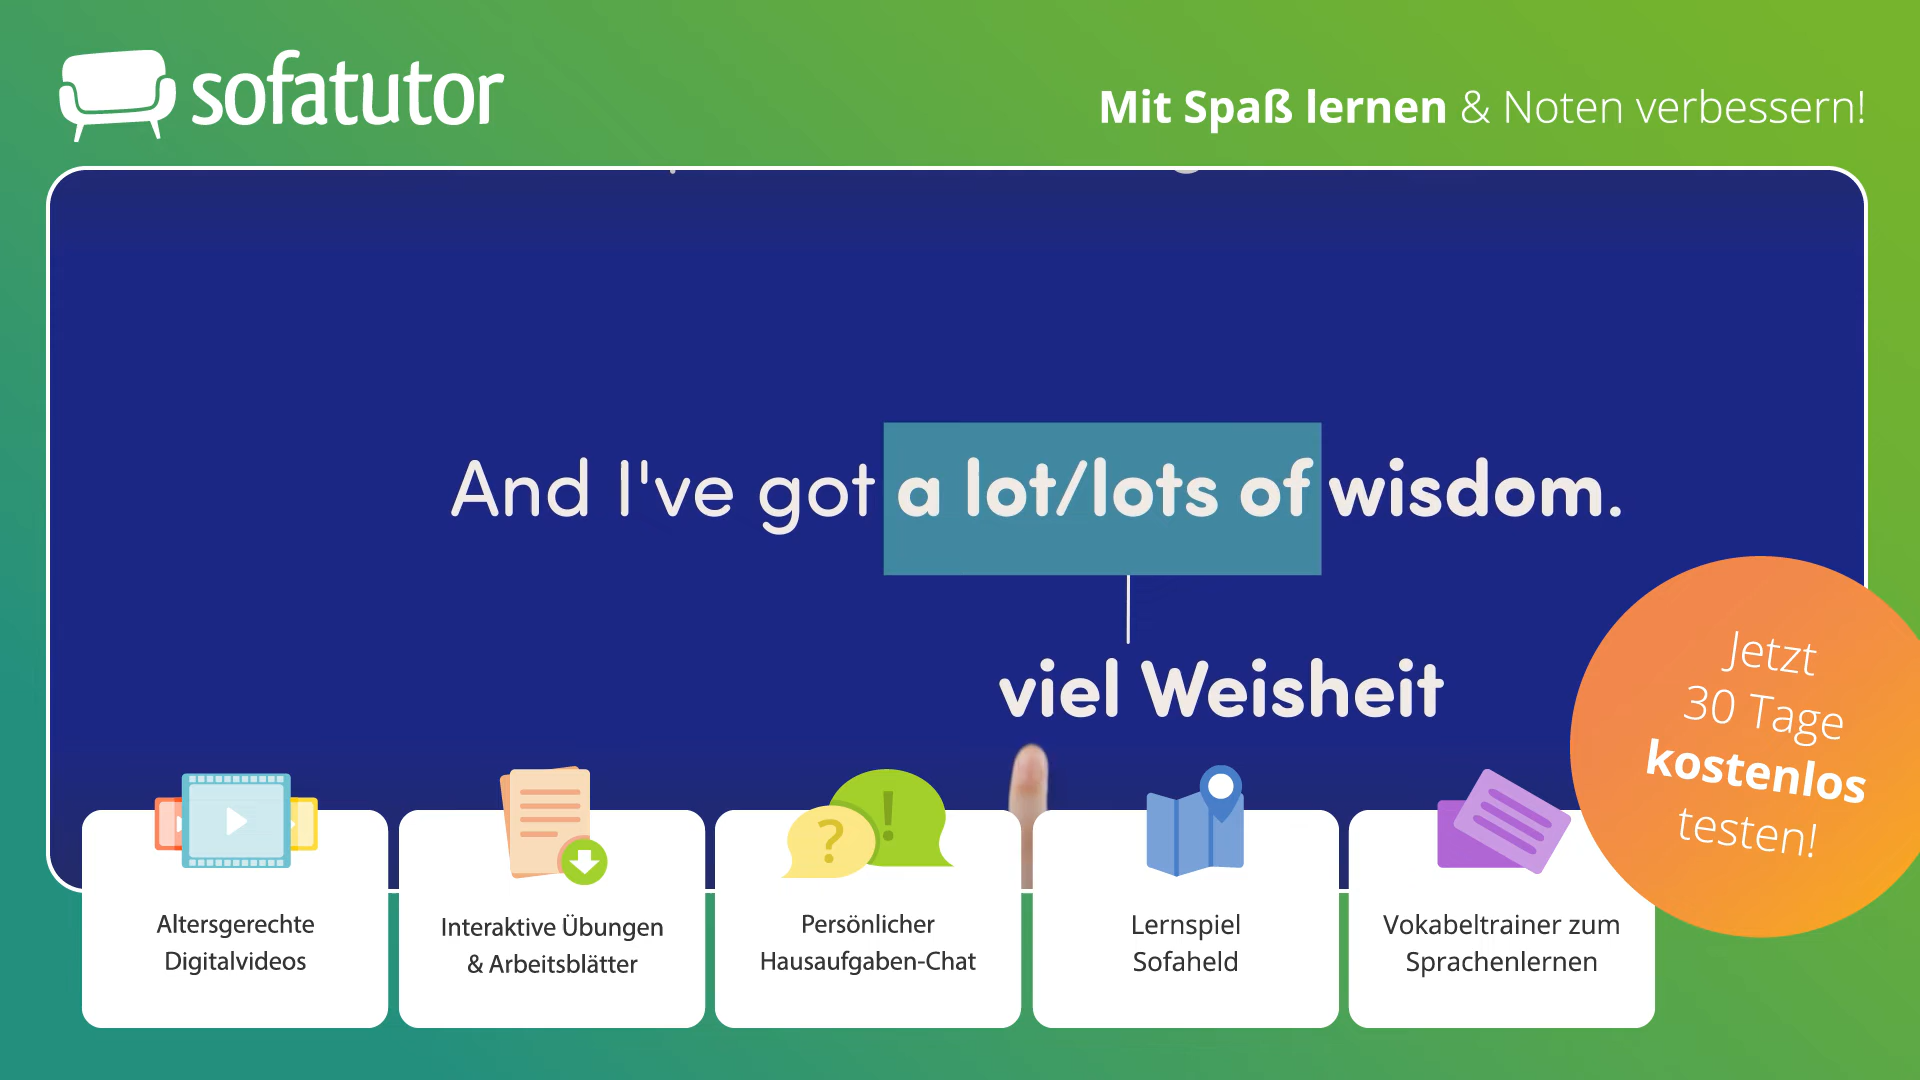 sofatutor
Mit Spaß lernen & Noten verbessern!
And I've got a lot/lots of wisdom.
viel Weisheit
Jetzt
30 Tage
kostenlos
testen!
?
!
Altersgerechte
Digitalvideos
Interaktive Übungen
& Arbeitsblätter
Persönlicher
Hausaufgaben-Chat
Lernspiel
Sofaheld
Vokabeltrainer zum
Sprachenlernen